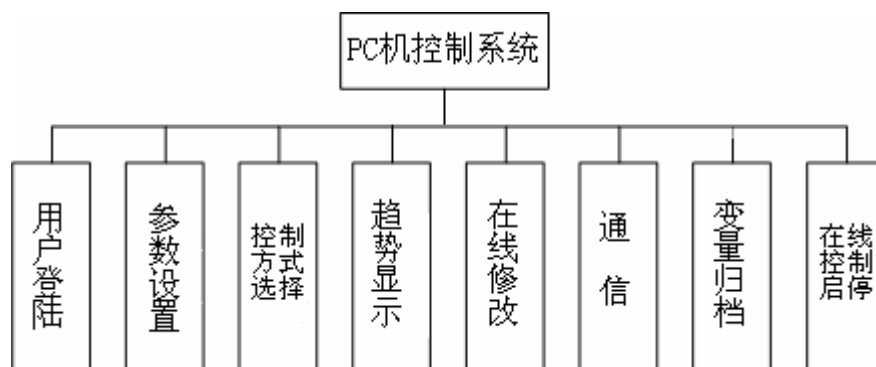 PC机控制系统
用户登陆
参数设置
控制方式选择
趋势显示
在线修改
通信
变量归档
在线控制启停